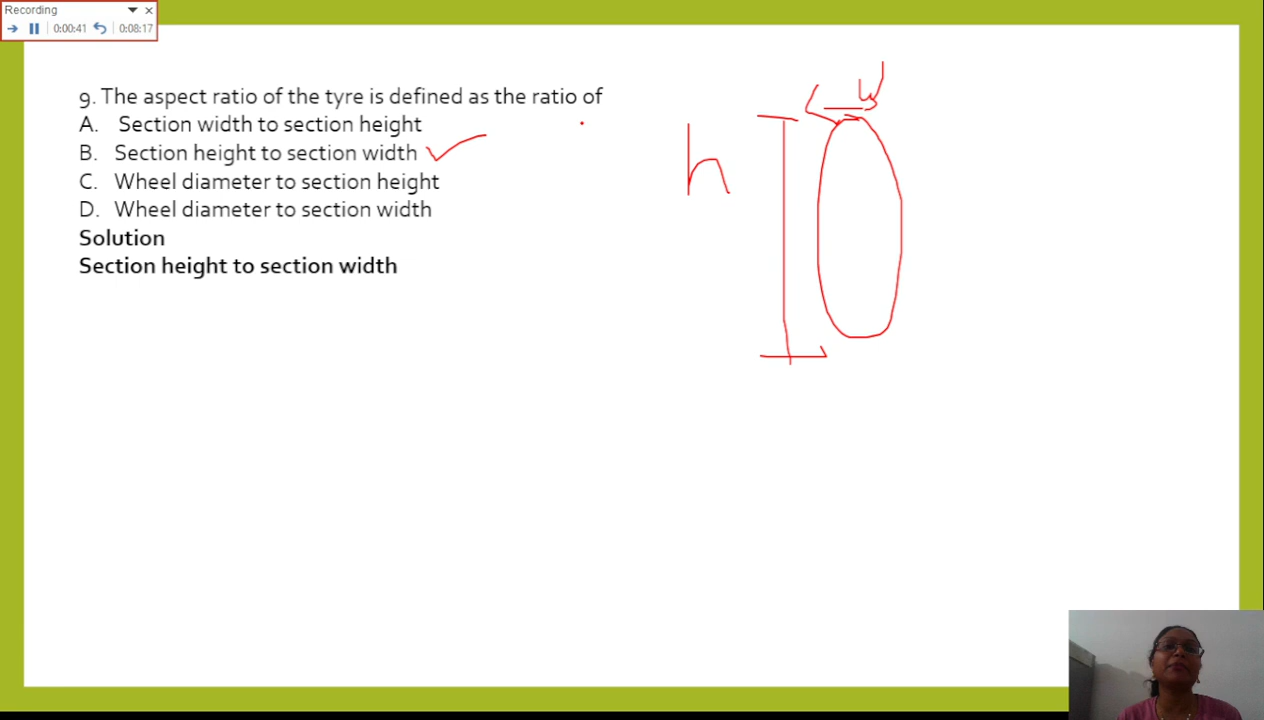 Recording
0:00:41 0:08:17
9. The aspect ratio of the tyre is defined as the ratio of
A. Section width to section height
B. Section height to section width
C. Wheel diameter to section height
D. Wheel diameter to section width
Solution
Section height to section width
w
h